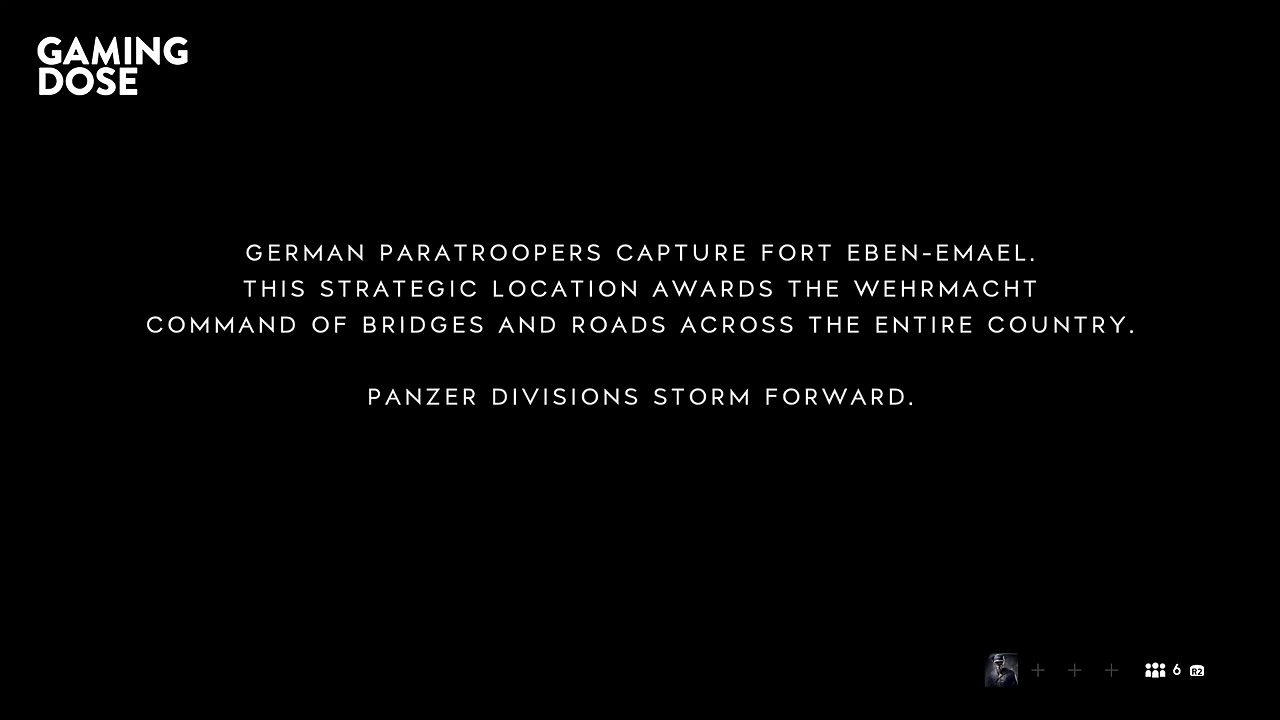 GAMING
DOSE
GERMAN PARATROOPERS CAPTURE FORT EBEN-EMAEL.
THIS STRATEGIC LOCATION AWARDS THE WEHRMACHT
COMMAND OF BRIDGES AND ROADS ACROSS THE ENTIRE COUNTRY.
PANZER DIVISIONS STORM FORWARD.
6 R2